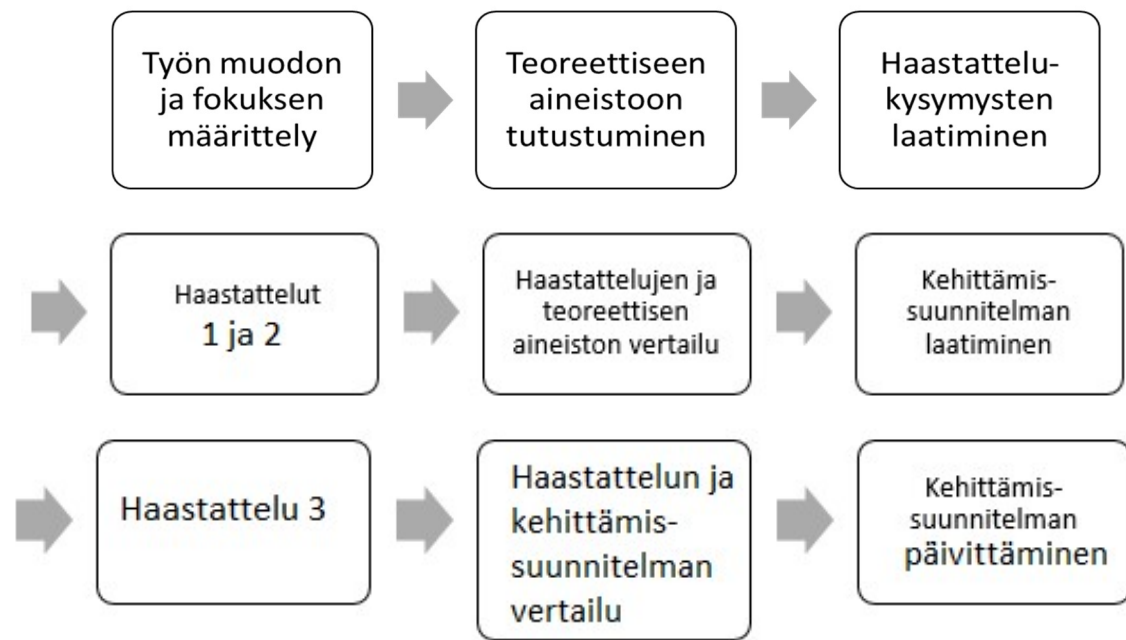 Työn muodon
ja fokuksen
määrittely
Teoreettiseen
aineistoon
tutustuminen
Haastattelu-
kysymysten
laatiminen
Haastattelut
1 ja 2
Haastattelujen ja
teoreettisen
aineiston vertailu
Kehittämis-
suunnitelman
laatiminen
Haastattelu 3
Haastattelun ja
kehittämis-
suunnitelman
vertailu
Kehittämis-
suunnitelman
päivittäminen